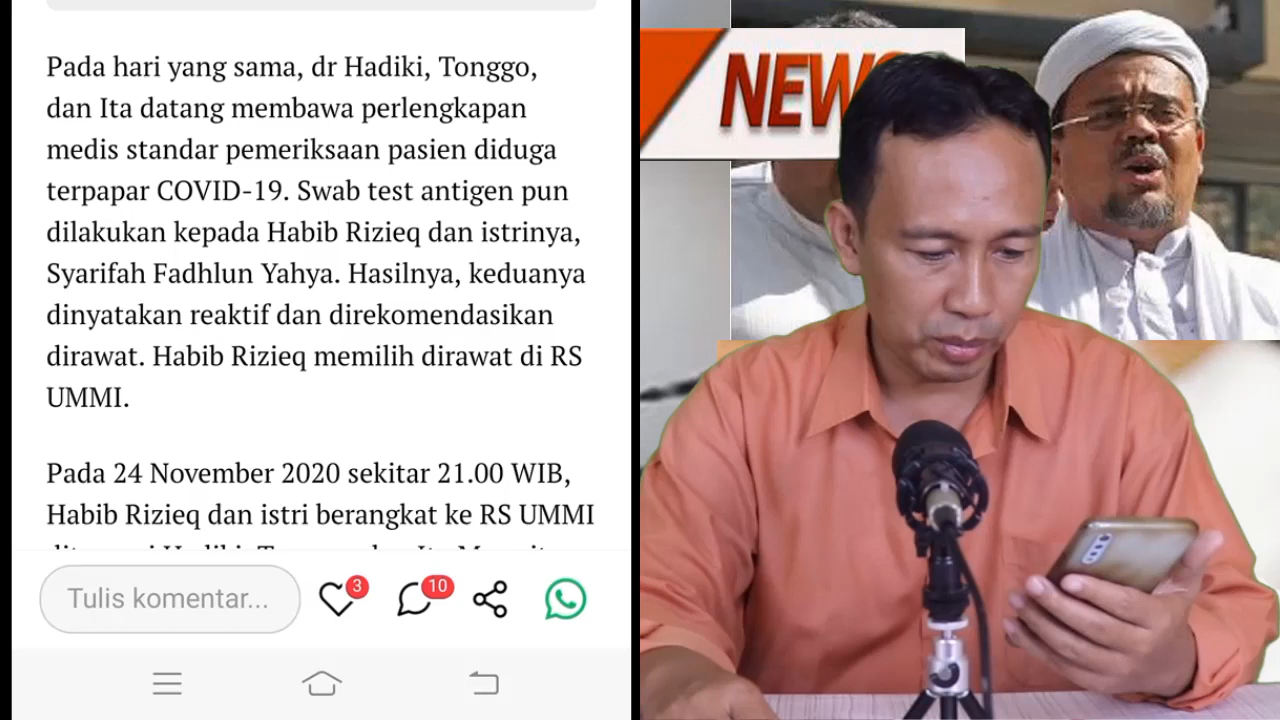 Pada hari yang sama, dr Hadiki, Tonggo,
dan Ita datang membawa perlengkapan
medis standar pemeriksaan pasien diduga
terpapar COVID-19. Swab test antigen pun
dilakukan kepada Habib Rizieq dan istrinya,
Syarifah Fadhlun Yahya. Hasilnya, keduanya
dinyatakan reaktif dan direkomendasikan
dirawat. Habib Rizieq memilih dirawat di RS
UMMI.
Pada 24 November 2020 sekitar 21.00 WIB,
Habib Rizieq dan istri berangkat ke RS UMMI
Tulis komentar...
3
10
NEWS